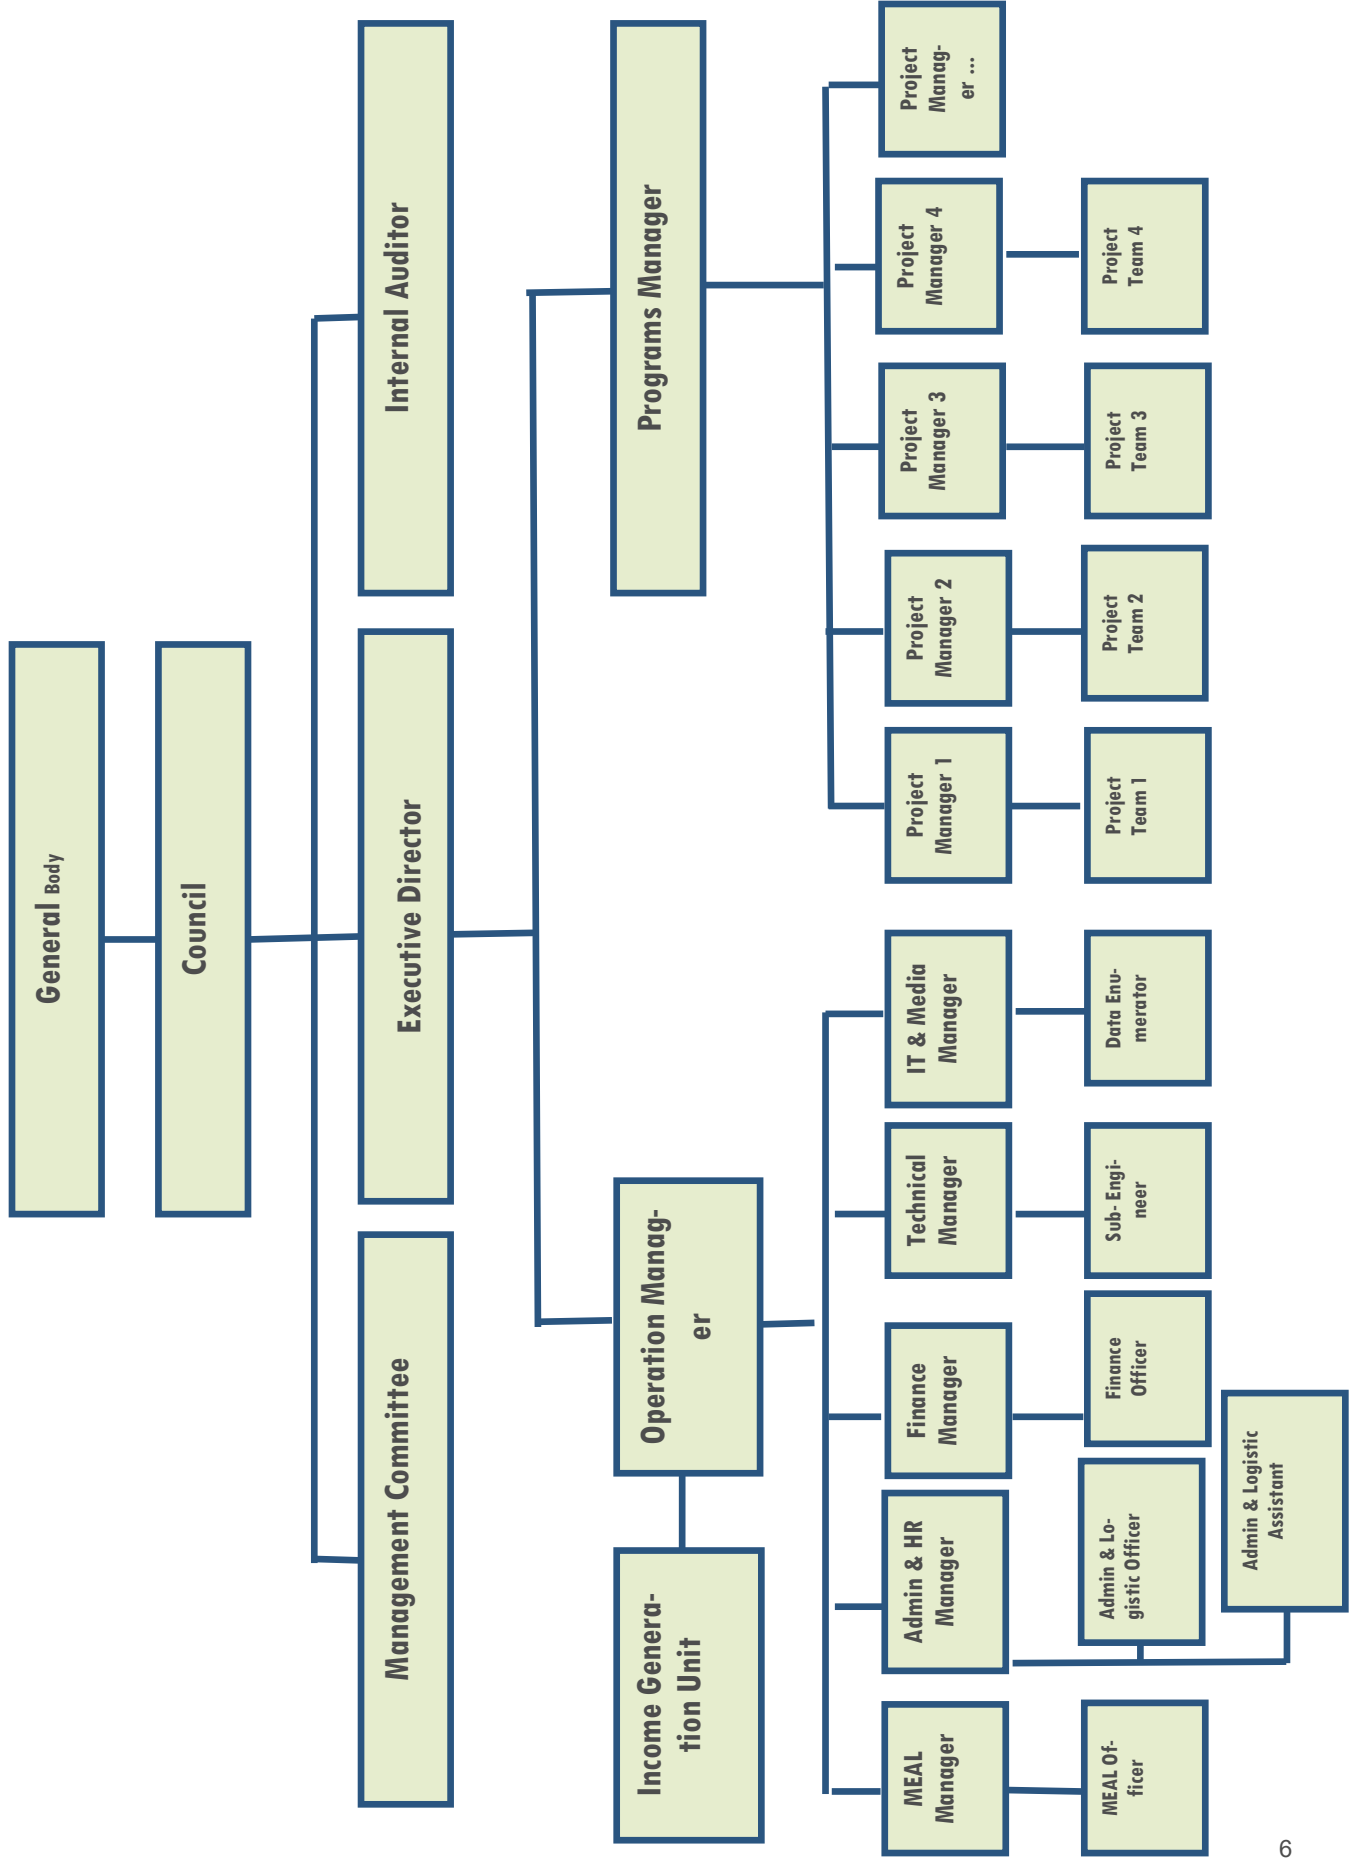 General Body
Council
Management Committee
Executive Director
Internal Auditor
Income Genera-
tion Unit
Operation Manag-
er
Programs Manager
MEAL
Manager
Admin & HR
Manager
Finance
Manager
Technical
Manager
IT & Media
Manager
Project
Manager 1
Project
Manager 2
Project
Manager 3
Project
Manager 4
Project
Manag-
er ...
MEAL Of-
ficer
Admin & Lo-
gistic Officer
Finance
Officer
Sub- Engi-
neer
Data Enu-
merator
Project
Team 1
Project
Team 2
Project
Team 3
Project
Team 4
Admin & Logistic
Assistant
6